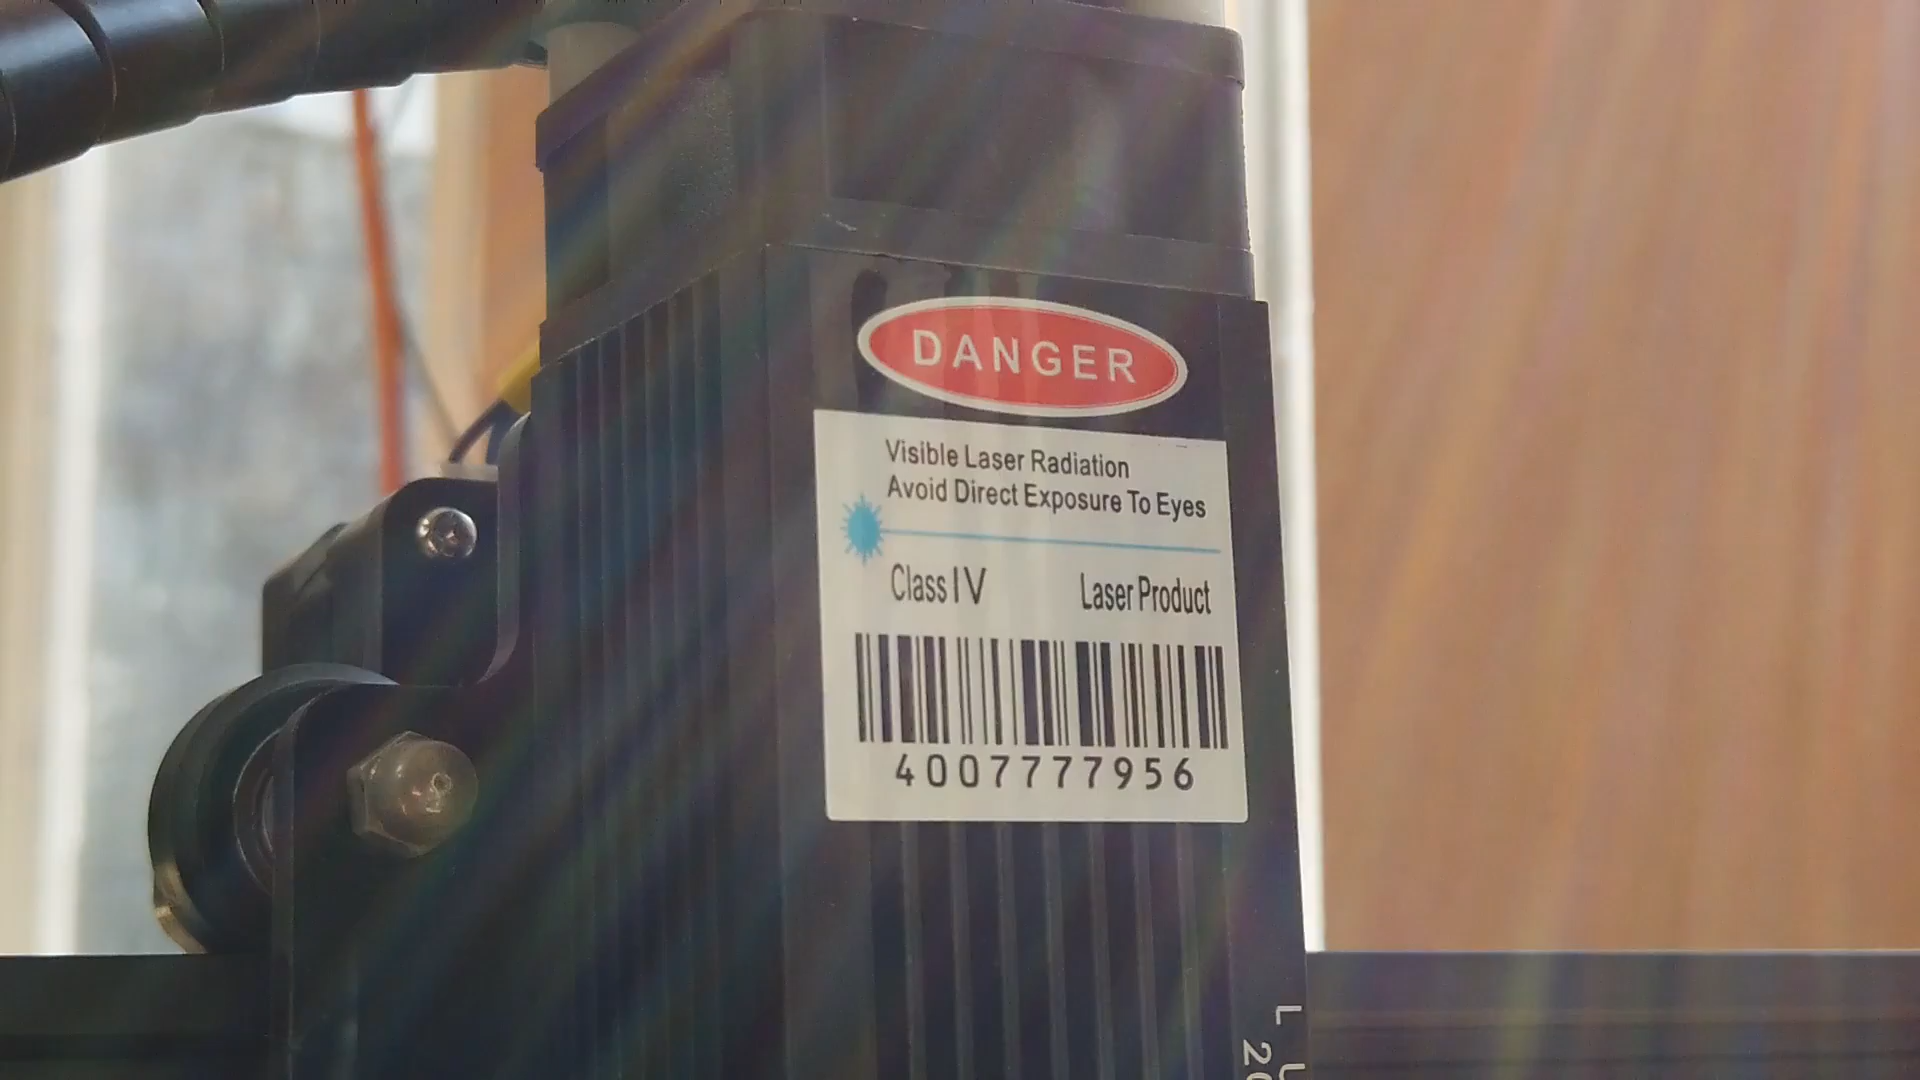 DANGER
Visible Laser Radiation
Avoid Direct Exposure To Eyes
Class IV Laser Product
4007777956